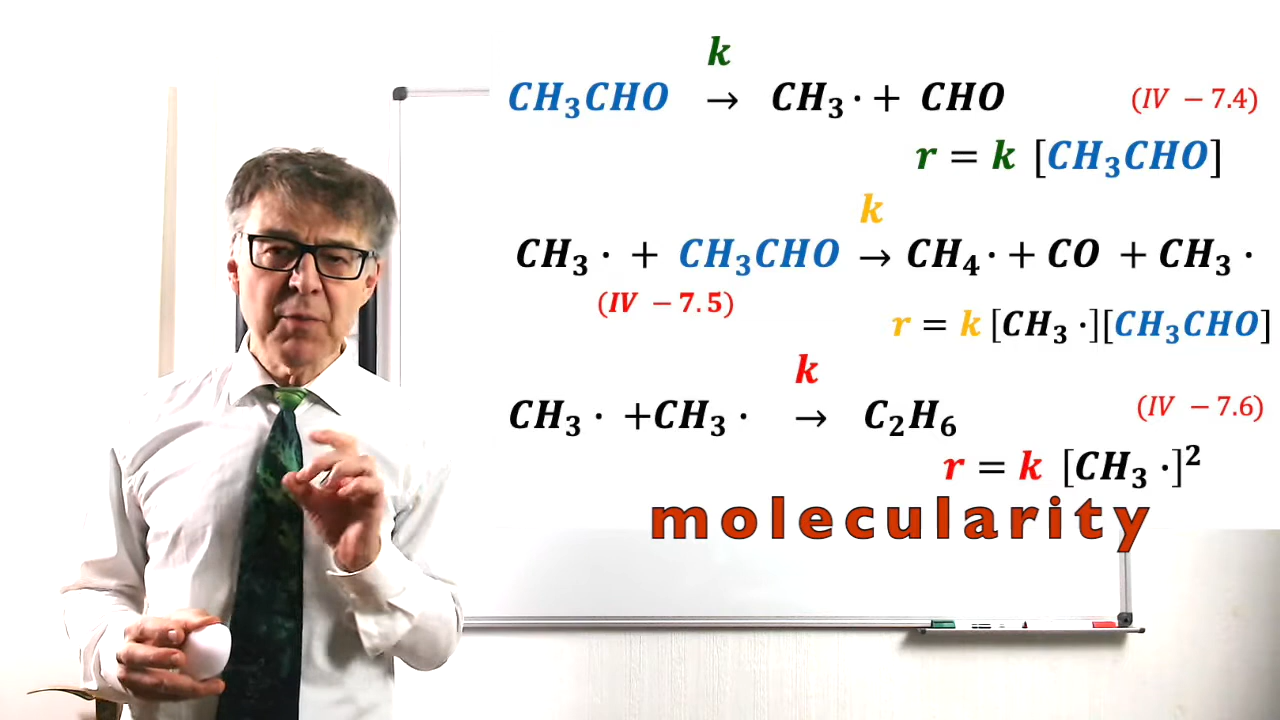 k
CH₃CHO → CH₃· + CHO (IV − 7.4)
r = k [CH₃CHO]
k
CH₃· + CH₃CHO → CH₄· + CO + CH₃·
(IV − 7.5)
r = k [CH₃·][CH₃CHO]
k
CH₃· +CH₃· → C₂H₆ (IV − 7.6)
r = k [CH₃·]²
molecularity